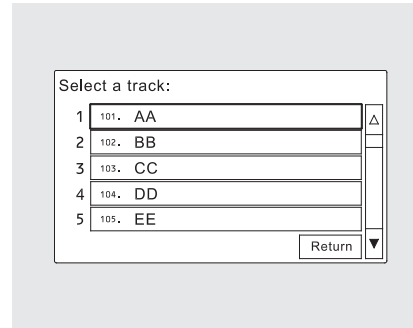 Select a track:
1 101. AA
2 102. BB
3 103. CC
4 104. DD
5 105. EE
Return